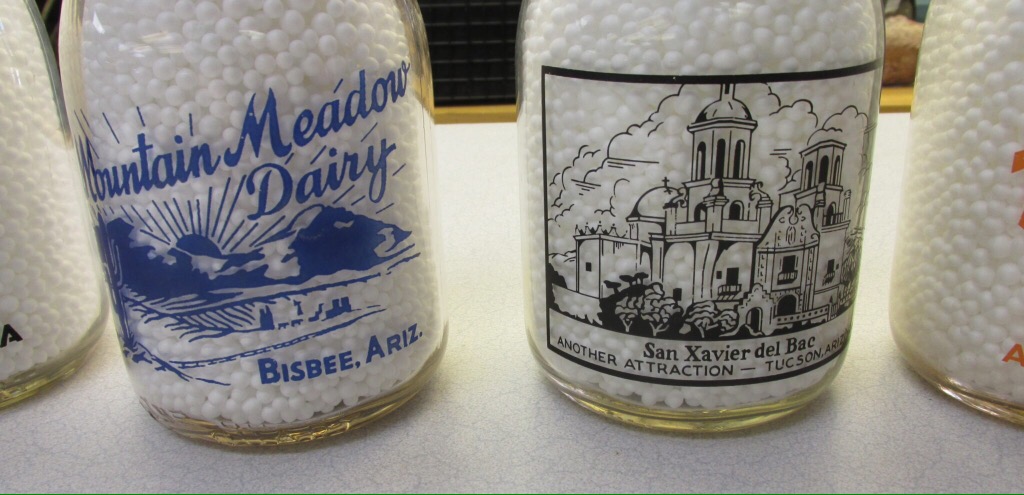 Mountain Meadow
Dairy
BISBEE, ARIZ.
San Xavier del Bac
ANOTHER ATTRACTION — TUCSON, ARIZ
A
A